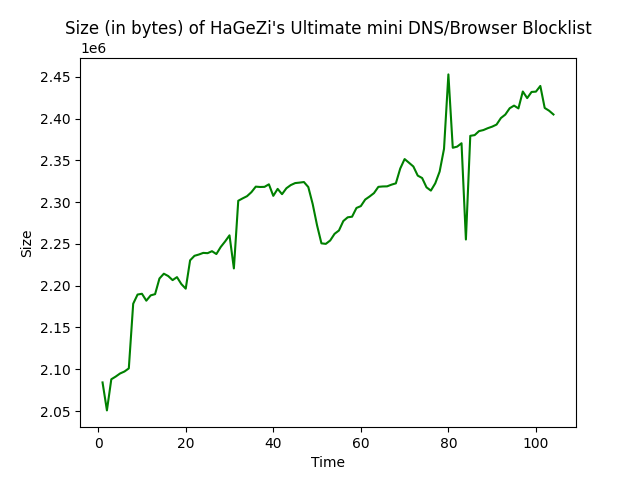 Size (in bytes) of HaGeZi's Ultimate mini DNS/Browser Blocklist
1e6
2.45
2.40
2.35
2.30
2.25
2.20
2.15
2.10
2.05
Size
0 20 40 60 80 100
Time